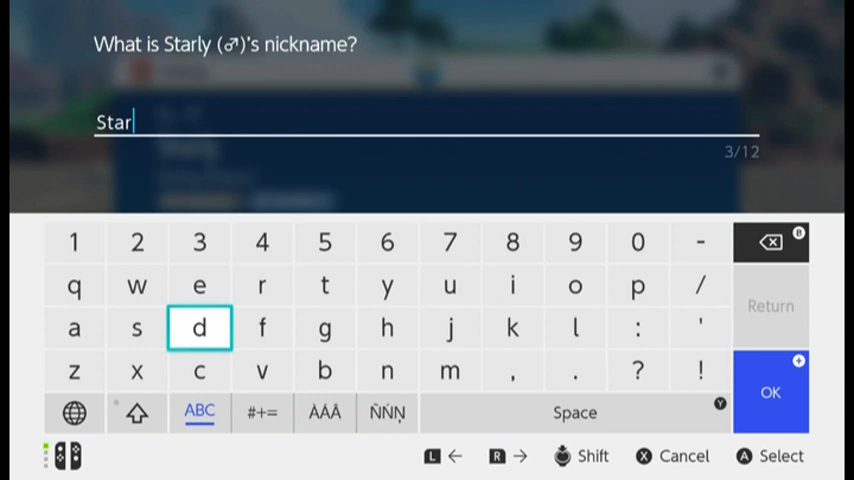 What is Starly (♂)'s nickname?
Star
3/12
1 2 3 4 5 6 7 8 9 0 -
q w e r t y u i o p / Return
a s d f g h j k l : '
z x c v b n m , . ? ! OK
ABC #+= ÀÁÂ ÑŃŅ Space Y
L ← R → Shift X Cancel A Select